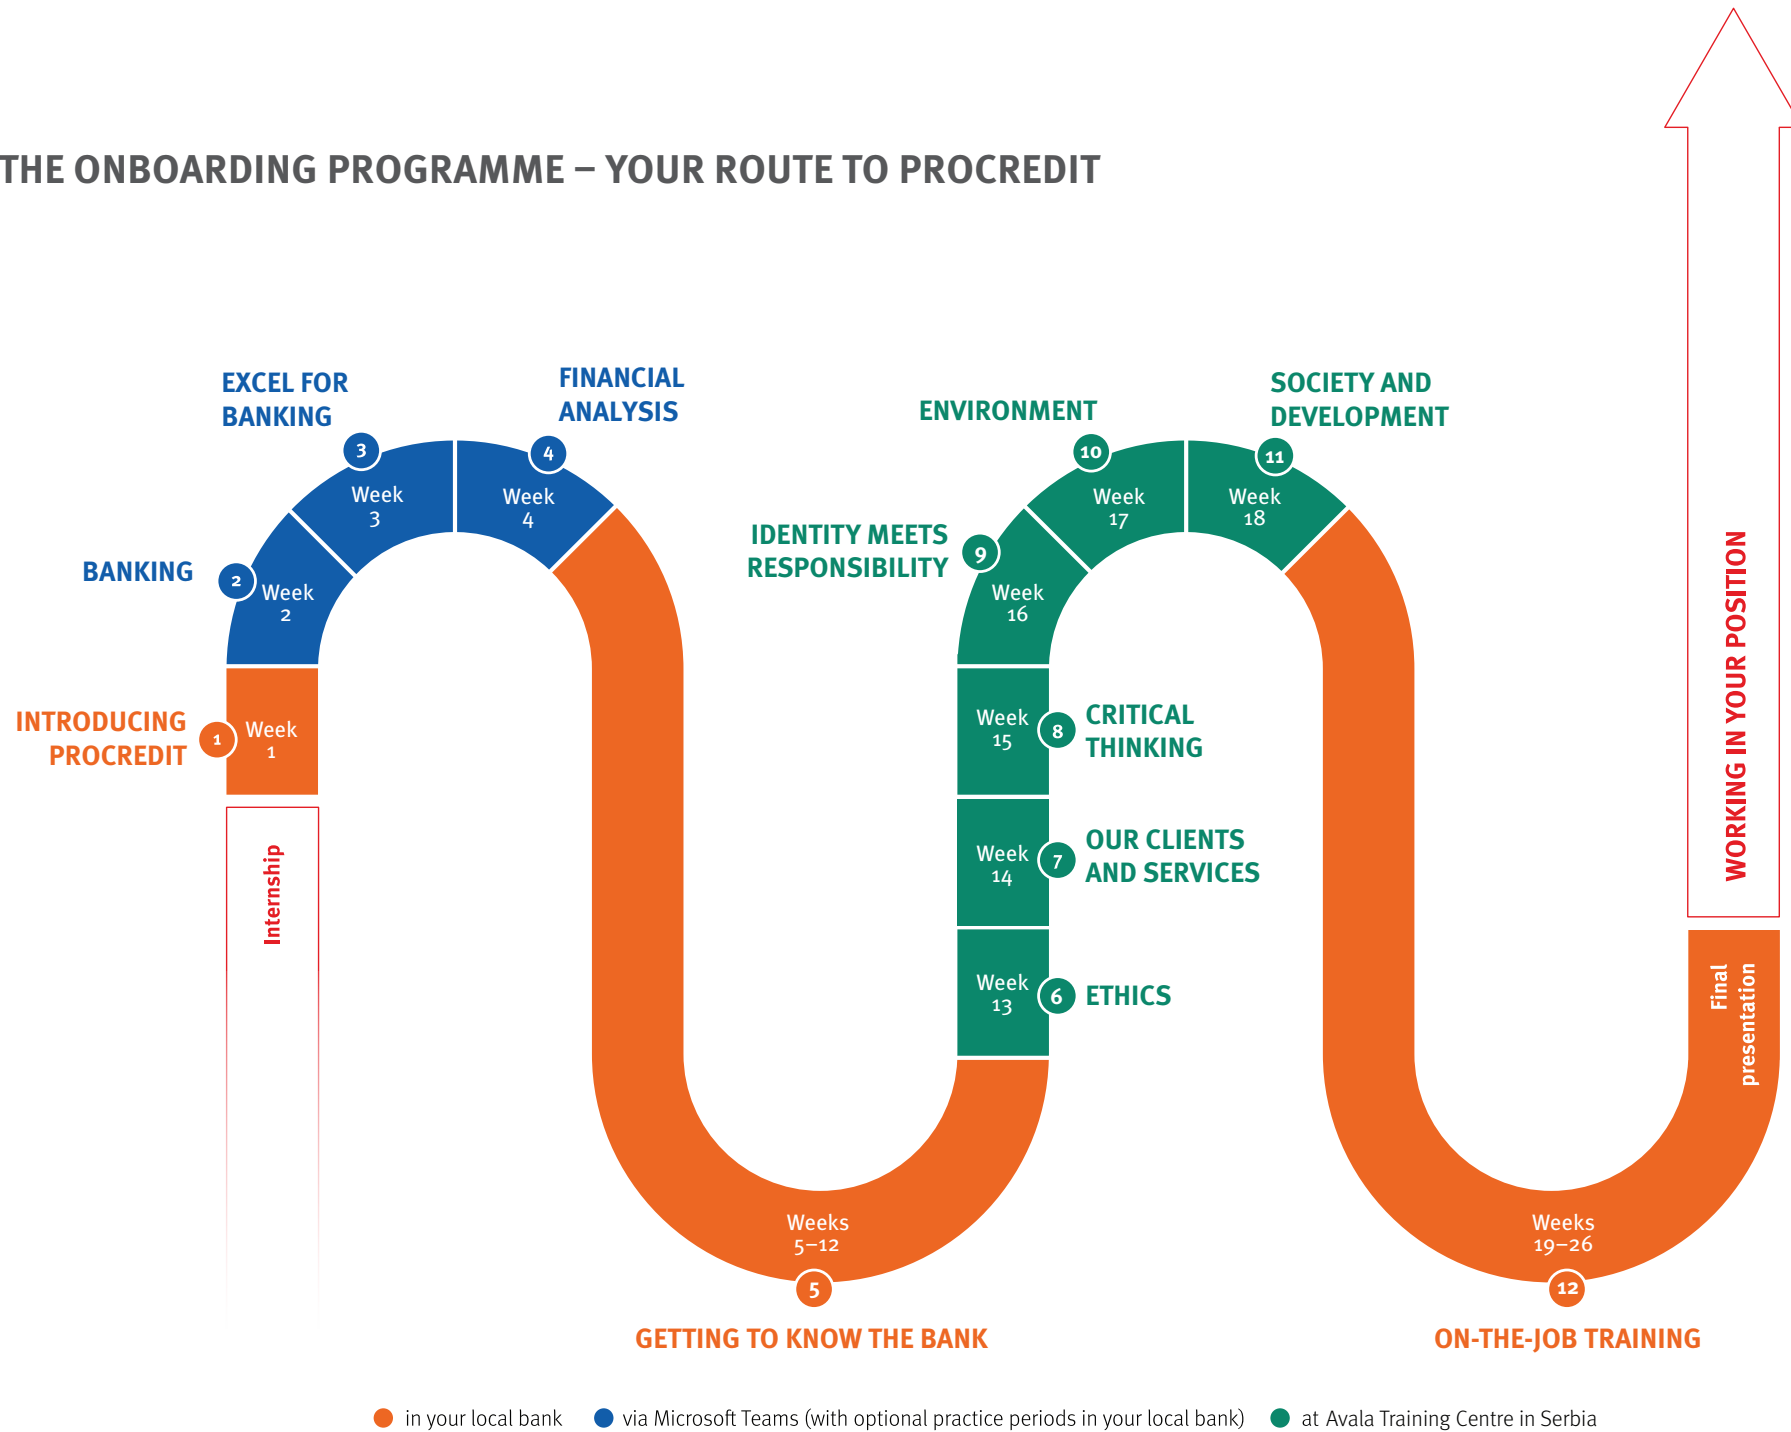 THE ONBOARDING PROGRAMME – YOUR ROUTE TO PROCREDIT
Internship
INTRODUCING
PROCREDIT
1
Week
1
BANKING
2
Week
2
EXCEL FOR
BANKING
3
Week
3
FINANCIAL
ANALYSIS
4
Week
4
Weeks
5–12
5
GETTING TO KNOW THE BANK
Week
13
6
ETHICS
Week
14
7
OUR CLIENTS
AND SERVICES
Week
15
8
CRITICAL
THINKING
IDENTITY MEETS
RESPONSIBILITY
9
Week
16
ENVIRONMENT
10
Week
17
SOCIETY AND
DEVELOPMENT
11
Week
18
Weeks
19–26
12
ON-THE-JOB TRAINING
Final
presentation
WORKING IN YOUR POSITION
in your local bank
via Microsoft Teams (with optional practice periods in your local bank)
at Avala Training Centre in Serbia